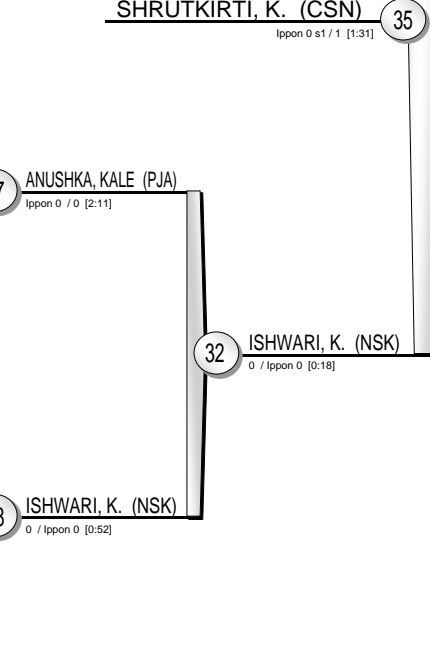 SHRUTKIRTI, K. (CSN)
35
Ippon 0 s1 / 1 [1:31]
ANUSHKA, KALE (PJA)
Ippon 0 / 0 [2:11]
32
ISHWARI, K. (NSK)
0 / Ippon 0 [0:18]
ISHWARI, K. (NSK)
0 / Ippon 0 [0:52]